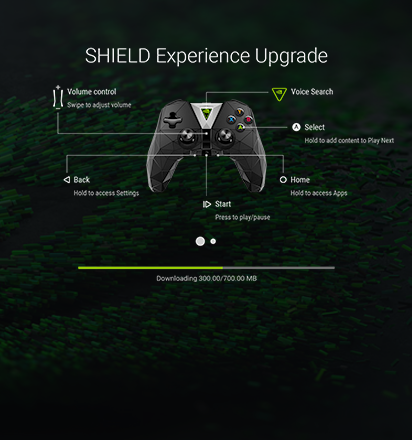 SHIELD Experience Upgrade
Volume control
Swipe to adjust volume
Voice Search
A
Select
Hold to add content to Play Next
Back
Hold to access Settings
Home
Hold to access Apps
Start
Press to play/pause
Downloading 300.00/700.00 MB